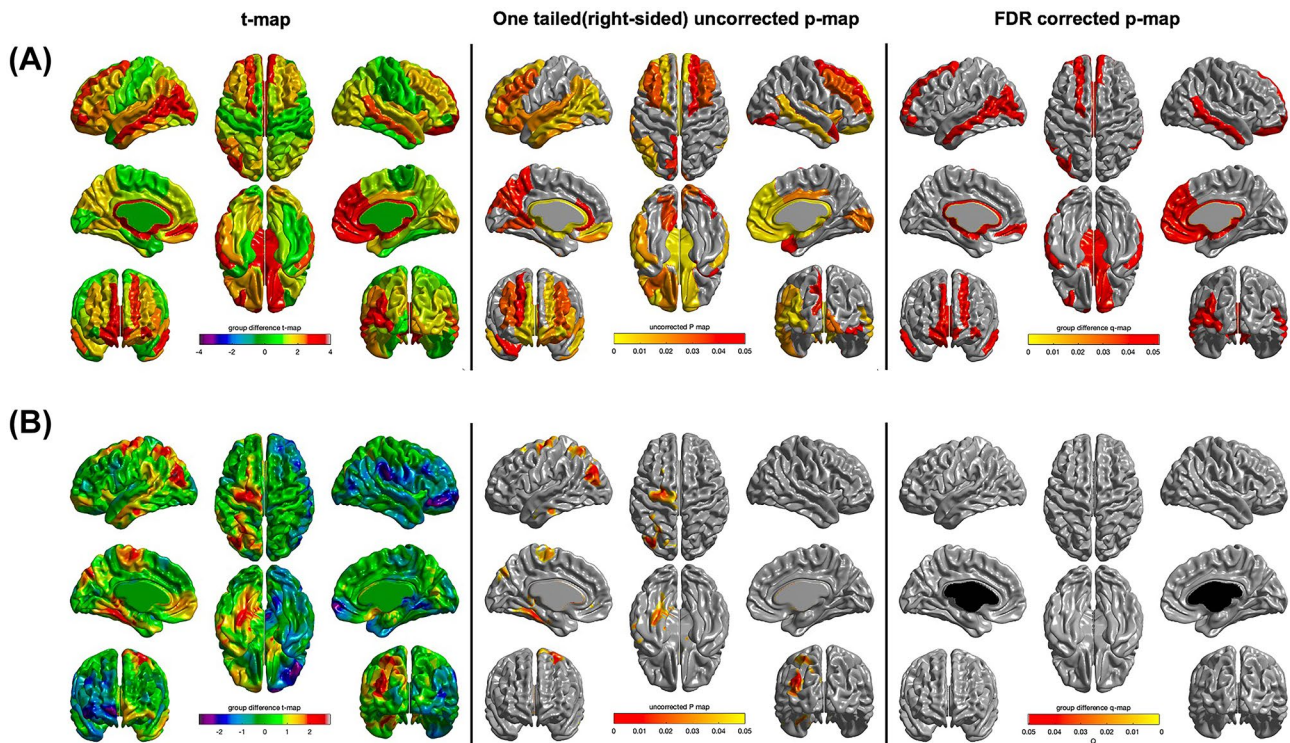 t-map
One tailed(right-sided) uncorrected p-map
FDR corrected p-map
(A)
group difference t-map
-4 -2 0 2 4
uncorrected P map
0 0.01 0.02 0.03 0.04 0.05
group difference q-map
0 0.01 0.02 0.03 0.04 0.05
(B)
group difference t-map
-2 -1 0 1 2
uncorrected P map
0 0.01 0.02 0.03 0.04 0.05
group difference q-map
0.05 0.04 0.03 0.02 0.01 0